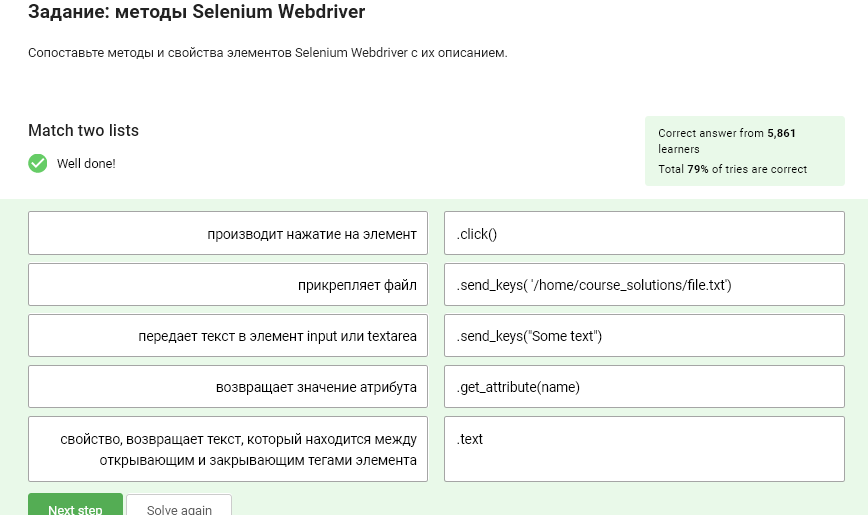 Задание: методы Selenium Webdriver
Сопоставьте методы и свойства элементов Selenium Webdriver с их описанием.
Match two lists
Well done!
Correct answer from 5,861
learners
Total 79% of tries are correct
производит нажатие на элемент
.click()
прикрепляет файл
.send_keys( '/home/course_solutions/file.txt')
передает текст в элемент input или textarea
.send_keys("Some text")
возвращает значение атрибута
.get_attribute(name)
свойство, возвращает текст, который находится между
открывающим и закрывающим тегами элемента
.text
Next step
Solve again